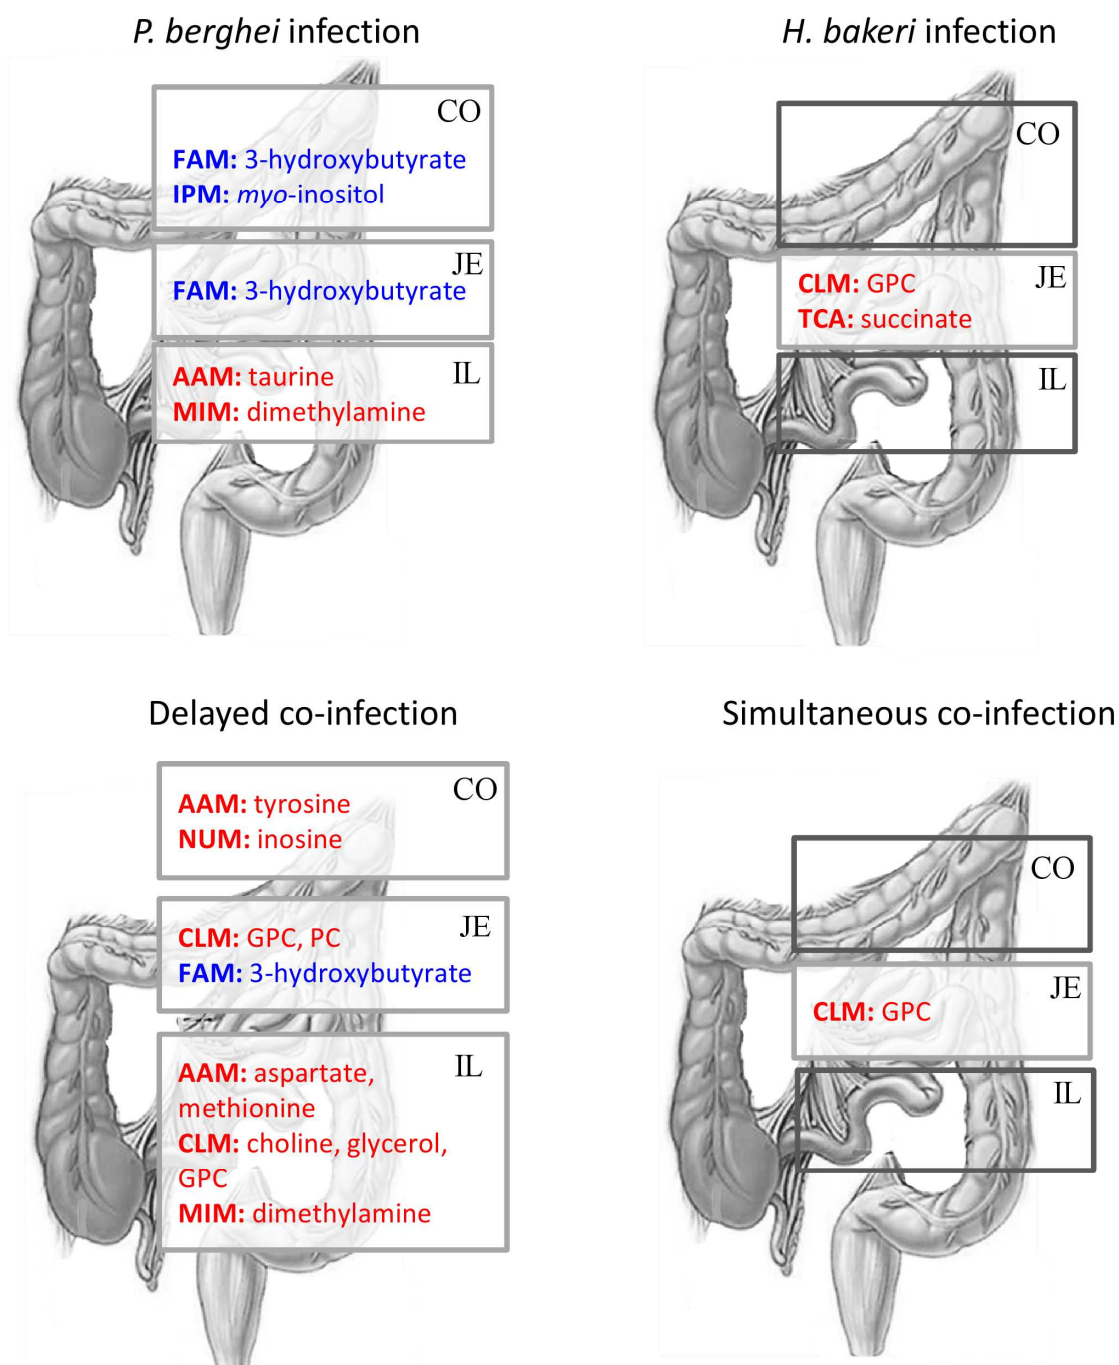 P. berghei infection
CO
FAM: 3-hydroxybutyrate
IPM: myo-inositol
JE
FAM: 3-hydroxybutyrate
IL
AAM: taurine
MIM: dimethylamine
H. bakeri infection
CO
JE
CLM: GPC
TCA: succinate
IL
Delayed co-infection
CO
AAM: tyrosine
NUM: inosine
JE
CLM: GPC, PC
FAM: 3-hydroxybutyrate
IL
AAM: aspartate,
methionine
CLM: choline, glycerol,
GPC
MIM: dimethylamine
Simultaneous co-infection
CO
JE
CLM: GPC
IL